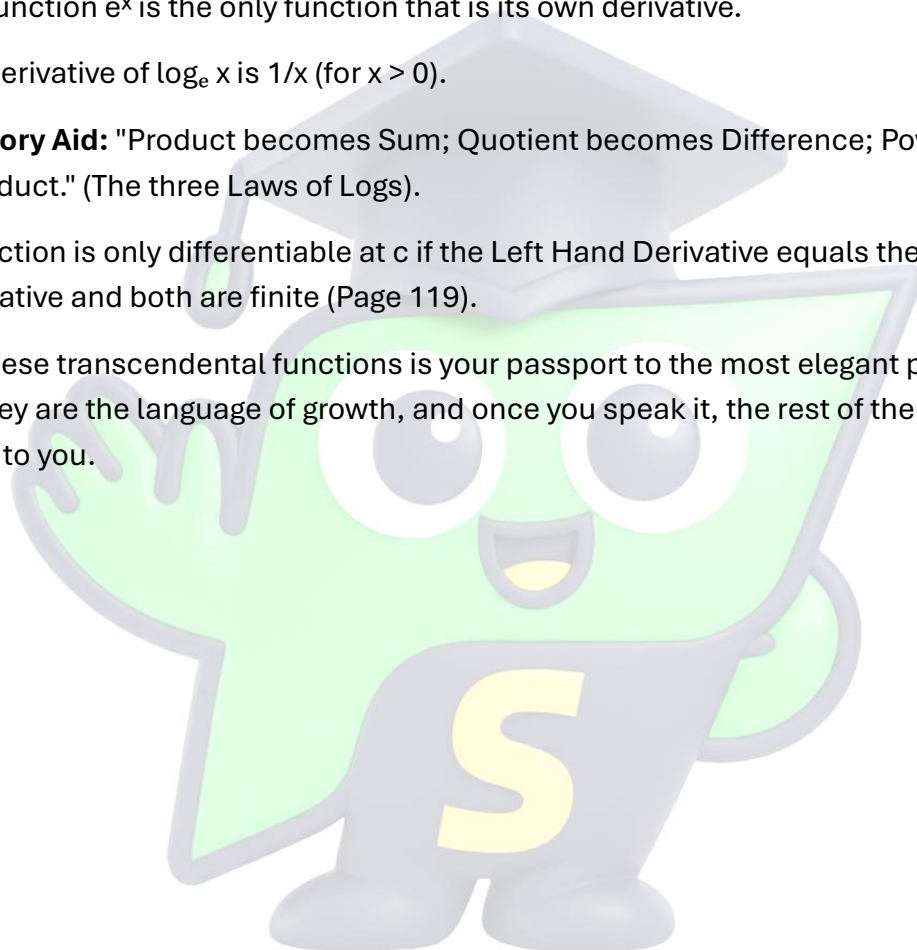 unction eˣ is the only function that is its own derivative.
erivative of logₑ x is 1/x (for x > 0).
ory Aid: "Product becomes Sum; Quotient becomes Difference; Po
duct." (The three Laws of Logs).
ction is only differentiable at c if the Left Hand Derivative equals the
ative and both are finite (Page 119).
ese transcendental functions is your passport to the most elegant p
ey are the language of growth, and once you speak it, the rest of the
to you.
S